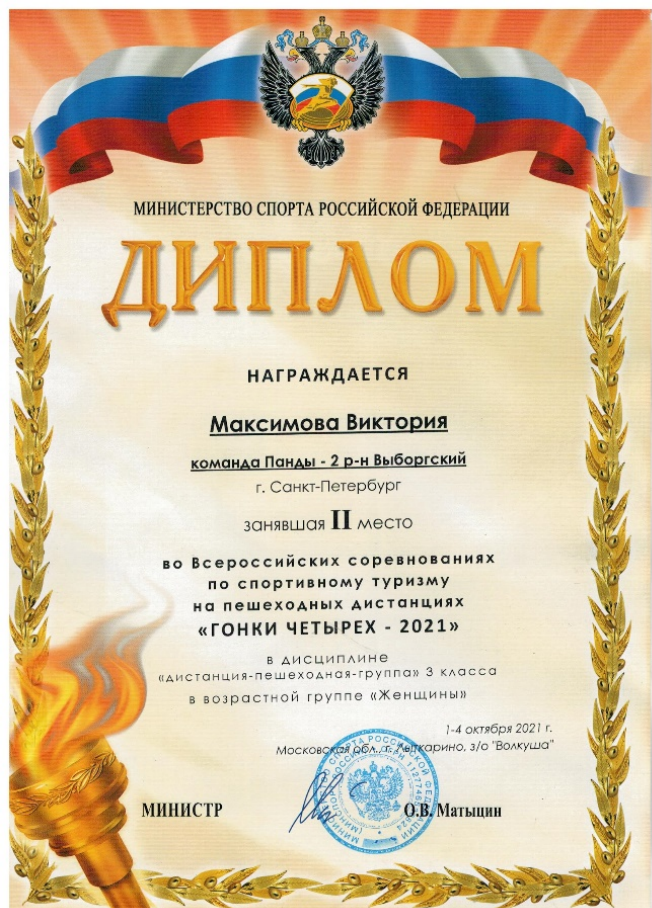 МИНИСТЕРСТВО СПОРТА РОССИЙСКОЙ ФЕДЕРАЦИИ
ДИПЛОМ
НАГРАЖДАЕТСЯ
Максимова Виктория
команда Панды - 2 р-н Выборгский
г. Санкт-Петербург
занявшая II место
во Всероссийских соревнованиях
по спортивному туризму
на пешеходных дистанциях
«ГОНКИ ЧЕТЫРЕХ - 2021»
в дисциплине
«дистанция-пешеходная-группа» 3 класса
в возрастной группе «Женщины»
1-4 октября 2021 г.
Московская обл., г. Лыткарино, з/о "Волкуша"
МИНИСТР О.В. Матыцин